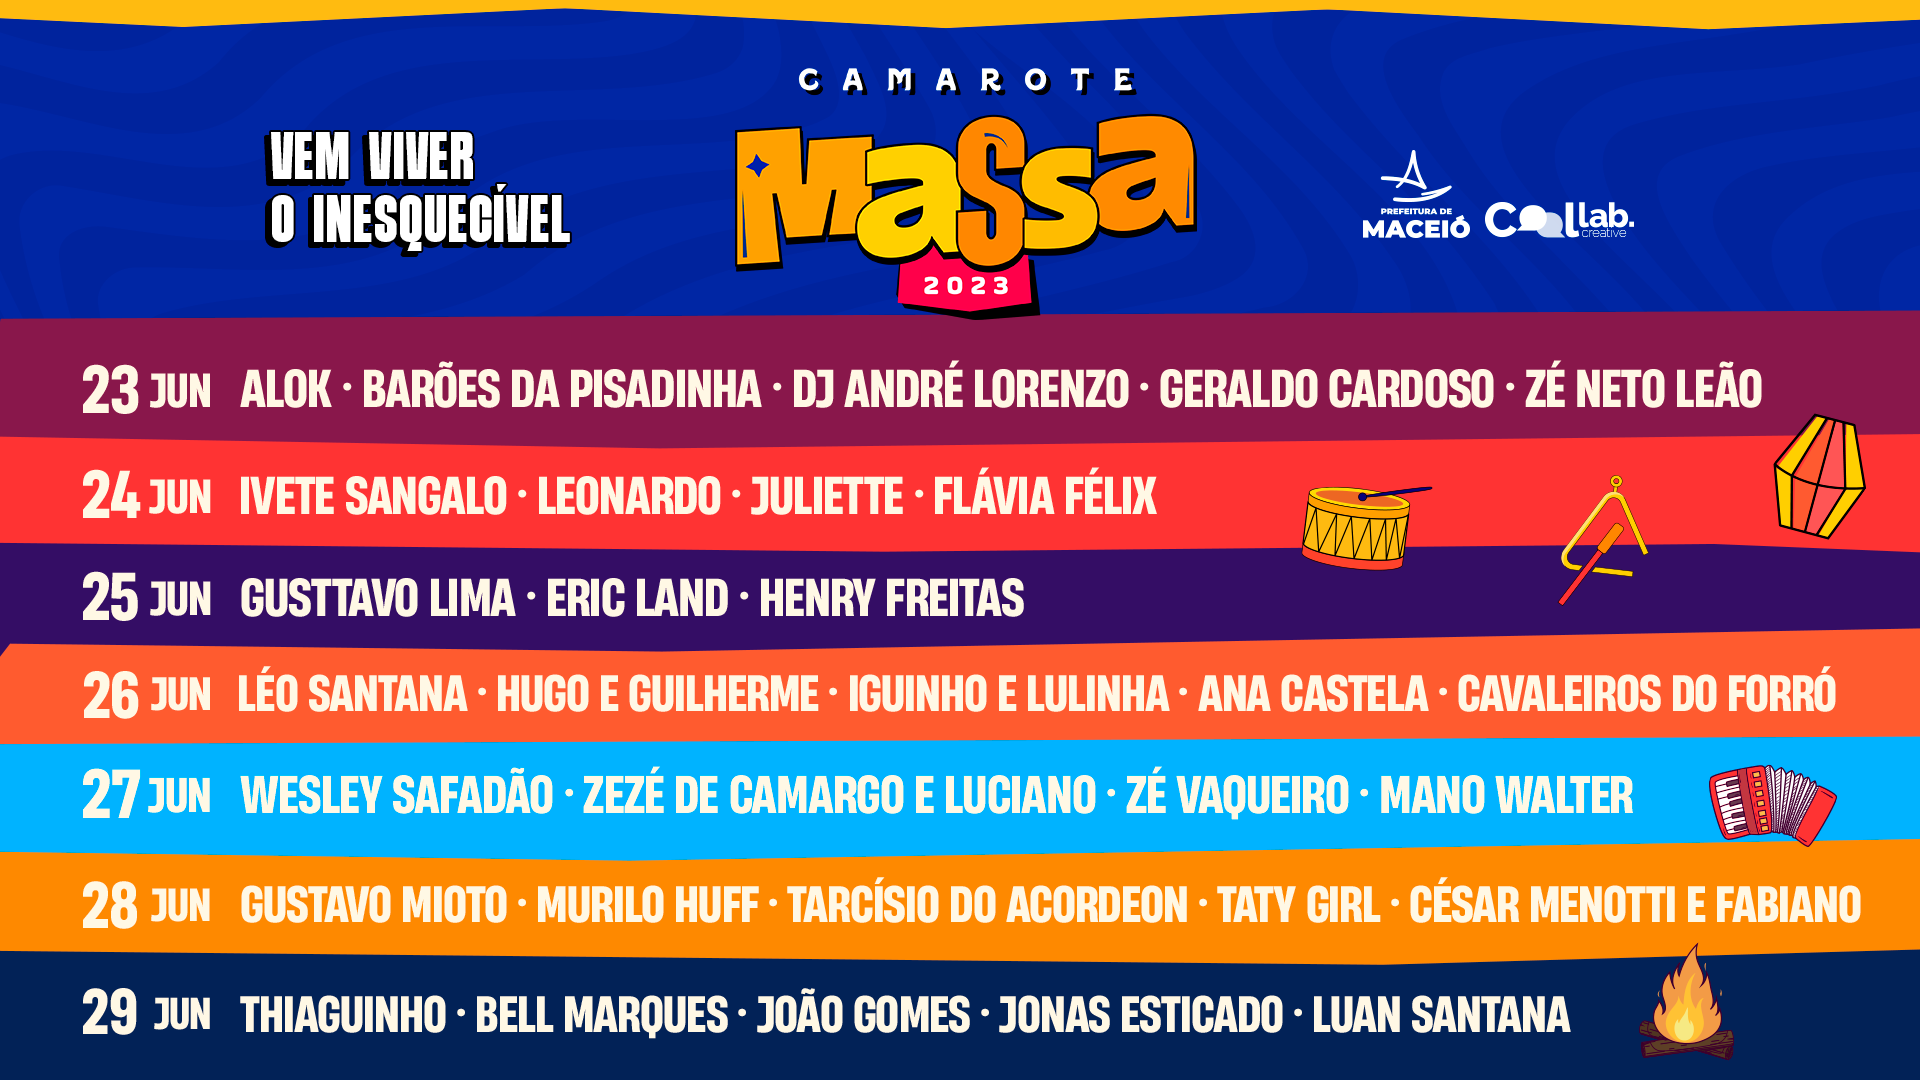 CAMAROTE
Massa
2023
VEM VIVER
O INESQUECÍVEL
PREFEITURA DE
MACEIÓ
Collab.
creative
23 JUN ALOK · BARÕES DA PISADINHA · DJ ANDRÉ LORENZO · GERALDO CARDOSO · ZÉ NETO LEÃO
24 JUN IVETE SANGALO · LEONARDO · JULIETTE · FLÁVIA FÉLIX
25 JUN GUSTTAVO LIMA · ERIC LAND · HENRY FREITAS
26 JUN LÉO SANTANA · HUGO E GUILHERME · IGUINHO E LULINHA · ANA CASTELA · CAVALEIROS DO FORRÓ
27 JUN WESLEY SAFADÃO · ZEZÉ DE CAMARGO E LUCIANO · ZÉ VAQUEIRO · MANO WALTER
28 JUN GUSTAVO MIOTO · MURILO HUFF · TARCÍSIO DO ACORDEON · TATY GIRL · CÉSAR MENOTTI E FABIANO
29 JUN THIAGUINHO · BELL MARQUES · JOÃO GOMES · JONAS ESTICADO · LUAN SANTANA